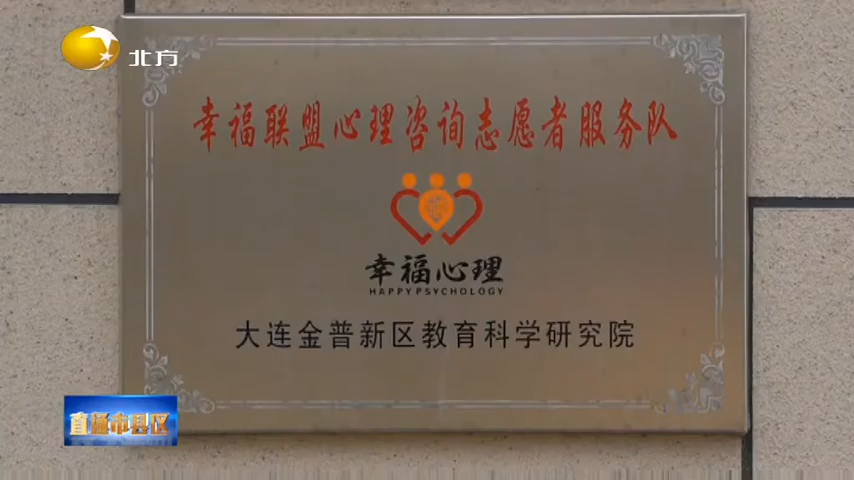 北方
幸福联盟心理咨询志愿者服务队
幸福心理
HAPPY PSYCHOLOGY
大连金普新区教育科学研究院
直通市县区